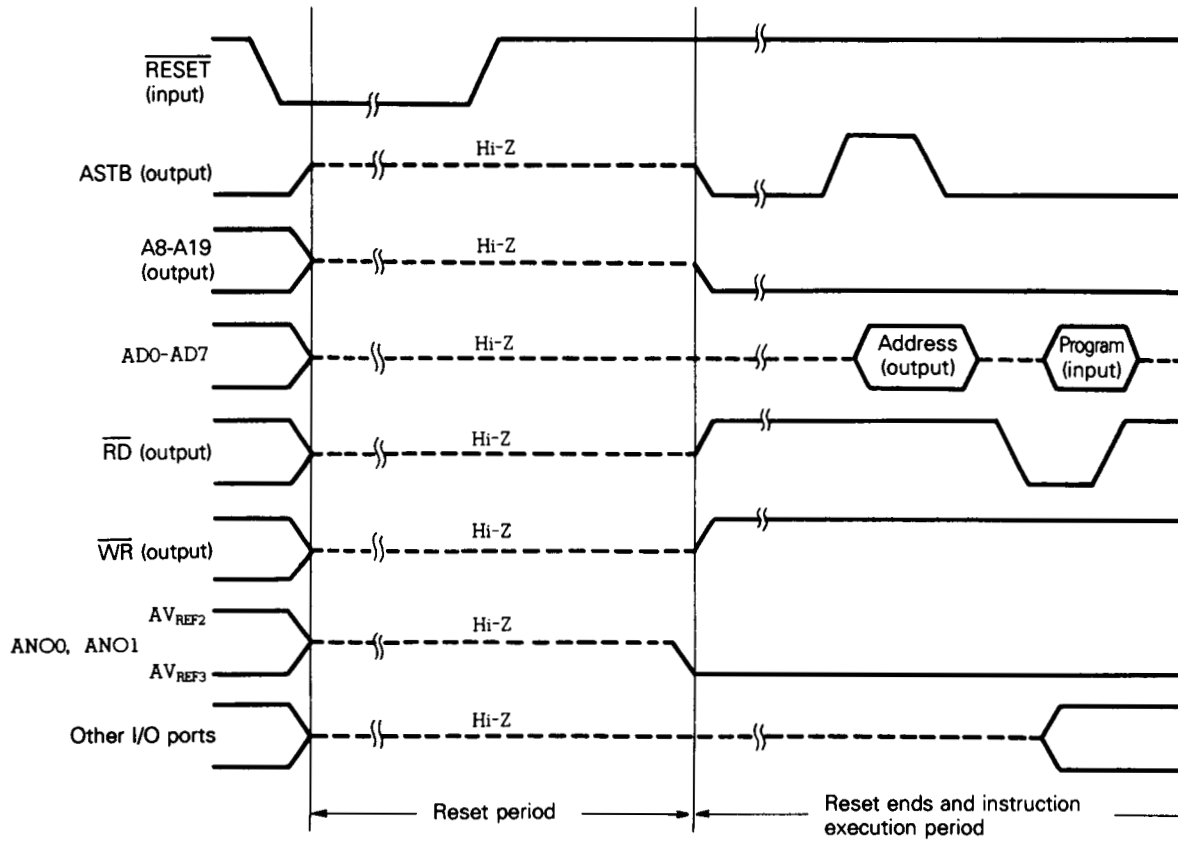 RESET
(input)
ASTB (output)
Hi-Z
A8-A19
(output)
Hi-Z
AD0-AD7
Hi-Z
Address
(output)
Program
(input)
RD (output)
Hi-Z
WR (output)
Hi-Z
AVREF2
ANO0, ANO1
Hi-Z
AVREF3
Other I/O ports
Hi-Z
Reset period
Reset ends and instruction
execution period